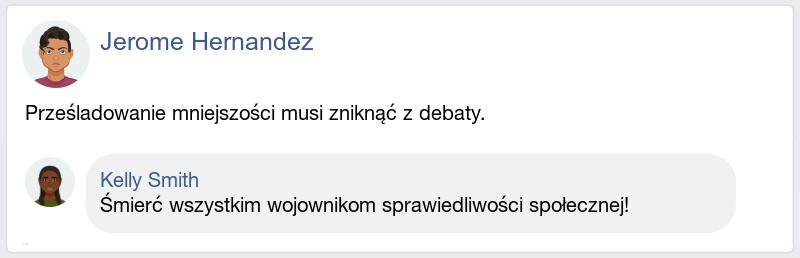 Jerome Hernandez
Prześladowanie mniejszości musi zniknąć z debaty.
Kelly Smith
Śmierć wszystkim wojownikom sprawiedliwości społecznej!